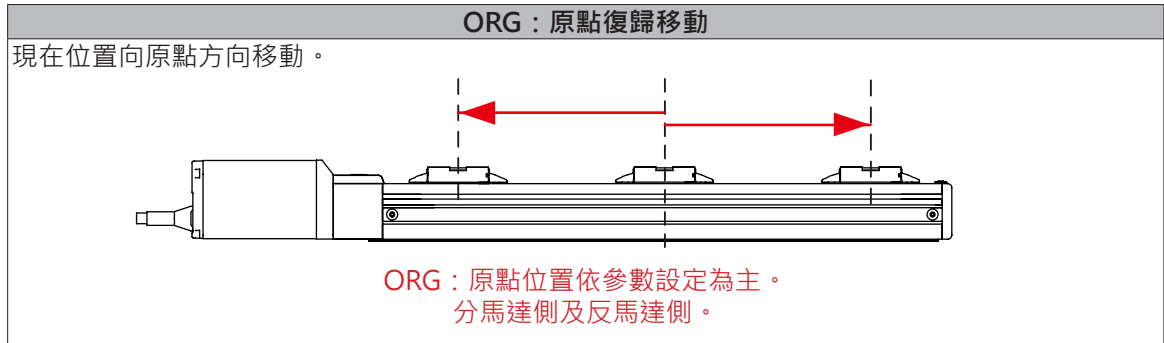 ORG：原點復歸移動
現在位置向原點方向移動。
ORG：原點位置依參數設定為主。
分馬達側及反馬達側。